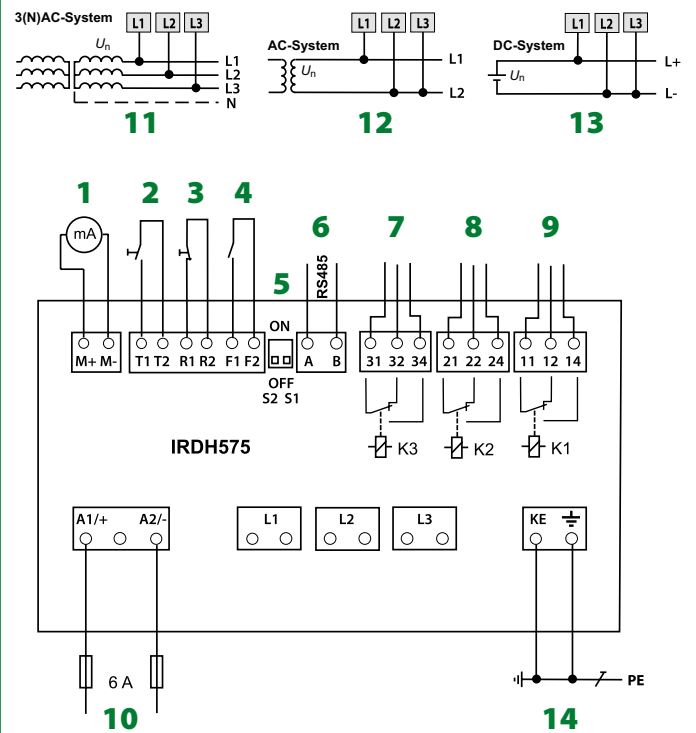 3(N)AC-System L1 L2 L3
Un
L1
L2
L3
N
11
AC-System L1 L2 L3
Un
L1
L2
12
DC-System L1 L2 L3
Un
L+
L-
13
1 2 3 4 5 6 7 8 9
mA
RS485
ON
M+ M- T1 T2 R1 R2 F1 F2 A B 31 32 34 21 22 24 11 12 14
OFF
S2 S1
IRDH575 K3 K2 K1
A1/+ A2/- L1 L2 L3 KE
6 A
PE
10 14